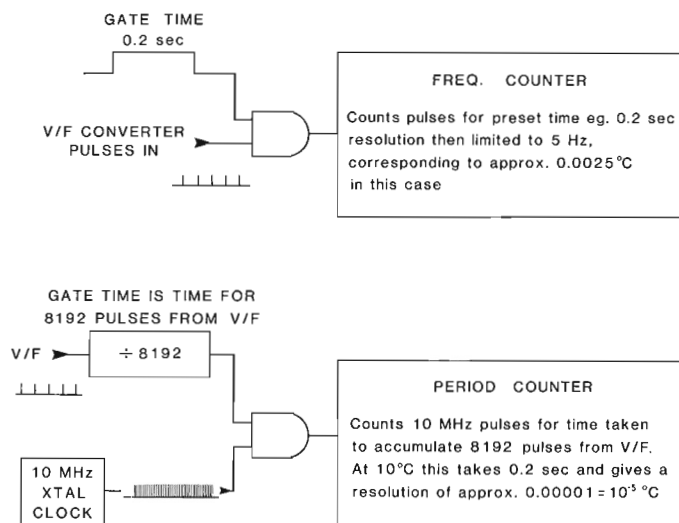 GATE TIME
0.2 sec
V/F CONVERTER
PULSES IN
FREQ. COUNTER
Counts pulses for preset time eg. 0.2 sec
resolution then limited to 5 Hz,
corresponding to approx. 0.0025°C
in this case
GATE TIME IS TIME FOR
8192 PULSES FROM V/F
V/F
÷ 8192
10 MHz
XTAL
CLOCK
PERIOD COUNTER
Counts 10 MHz pulses for time taken
to accumulate 8192 pulses from V/F.
At 10°C this takes 0.2 sec and gives a
resolution of approx. 0.00001 = 10⁻⁵ °C